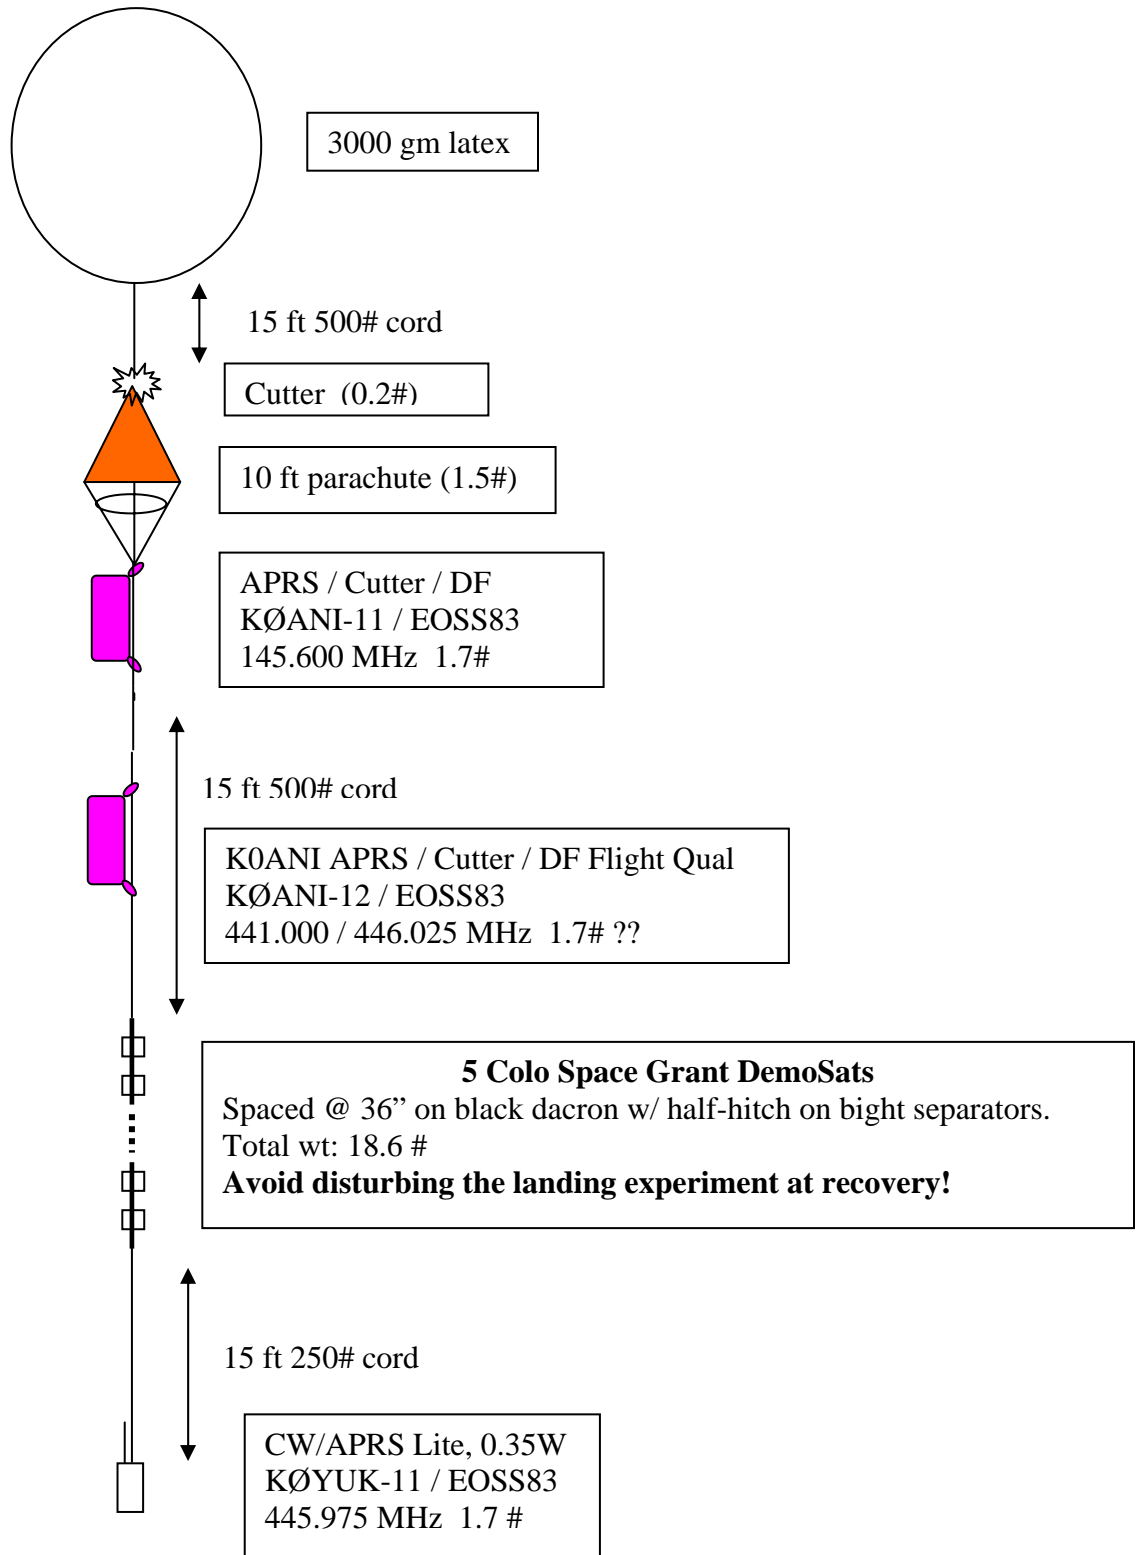 3000 gm latex
15 ft 500# cord
Cutter (0.2#)
10 ft parachute (1.5#)
APRS / Cutter / DF
KØANI-11 / EOSS83
145.600 MHz 1.7#
15 ft 500# cord
K0ANI APRS / Cutter / DF Flight Qual
KØANI-12 / EOSS83
441.000 / 446.025 MHz 1.7# ??
5 Colo Space Grant DemoSats
Spaced @ 36” on black dacron w/ half-hitch on bight separators.
Total wt: 18.6 #
Avoid disturbing the landing experiment at recovery!
15 ft 250# cord
CW/APRS Lite, 0.35W
KØYUK-11 / EOSS83
445.975 MHz 1.7 #